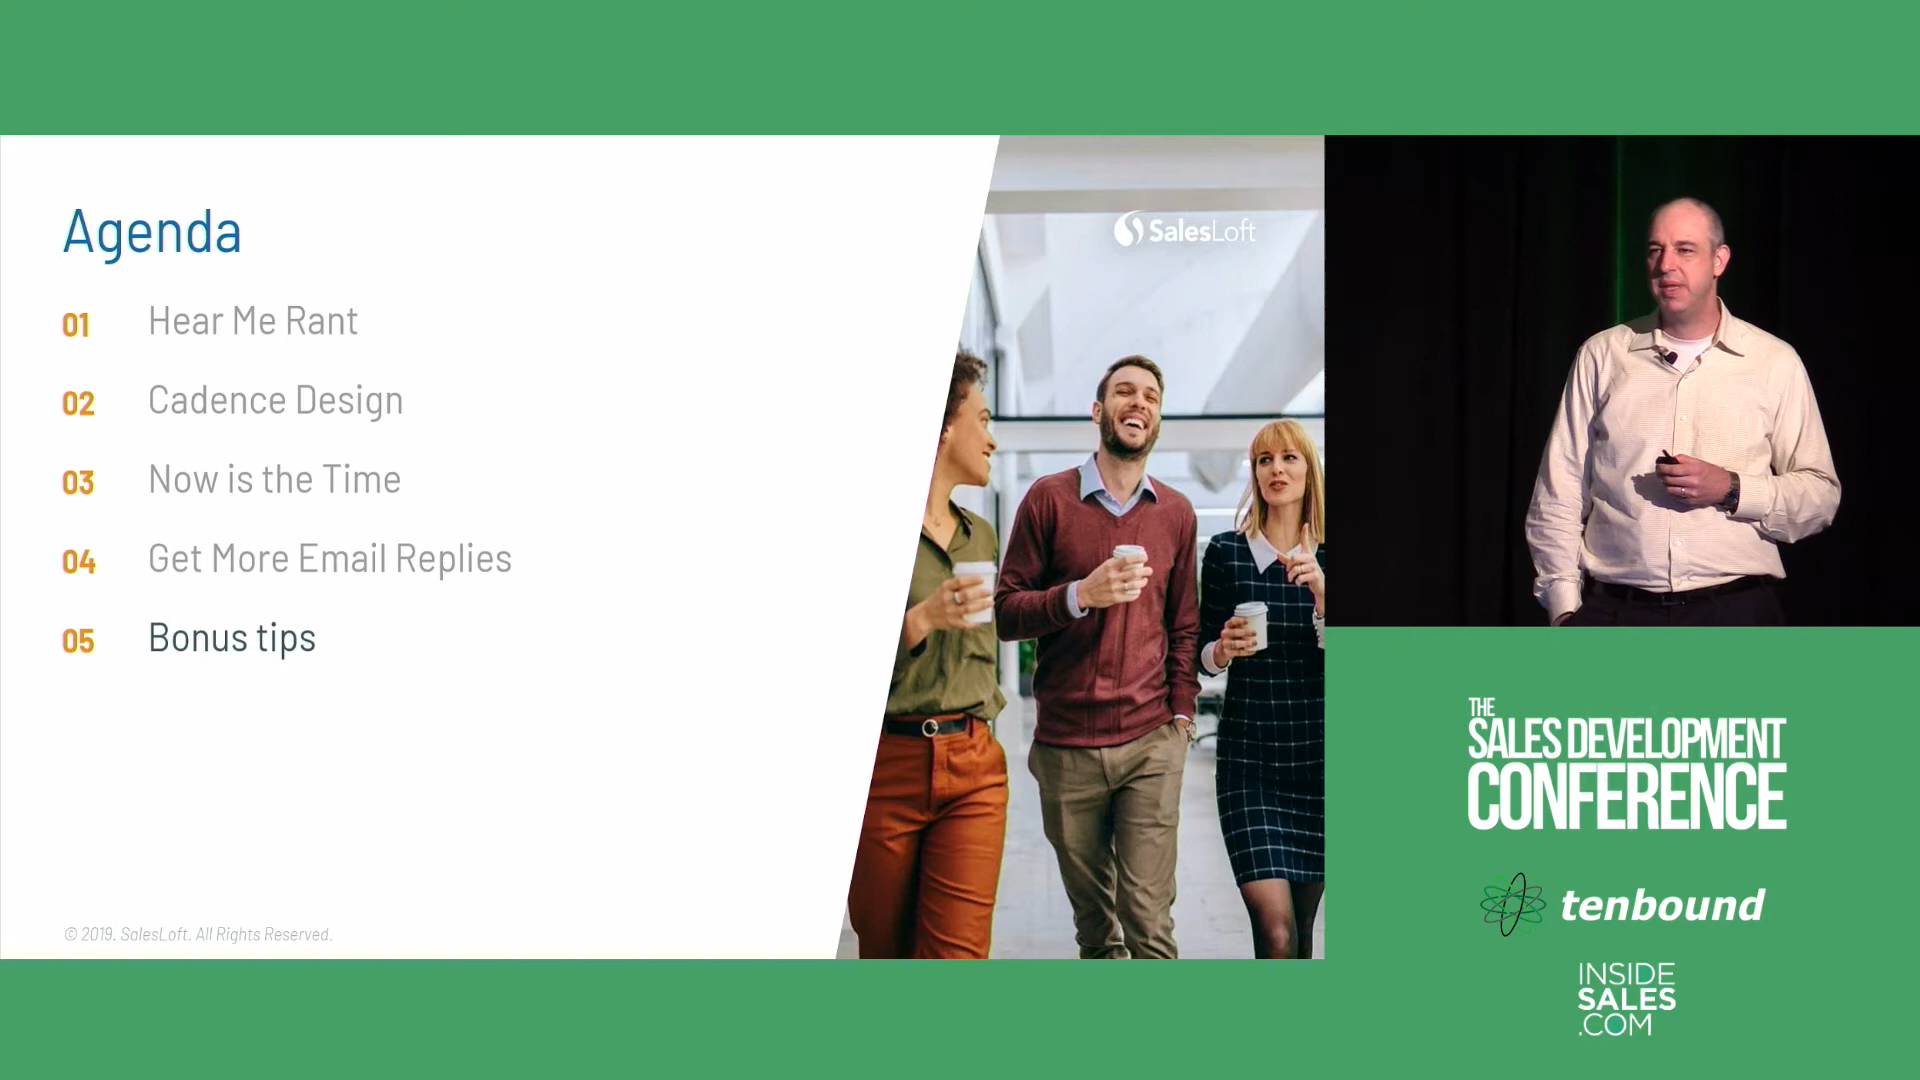 Agenda
01 Hear Me Rant
02 Cadence Design
03 Now is the Time
04 Get More Email Replies
05 Bonus tips
© 2019. SalesLoft. All Rights Reserved.
SalesLoft
THE
SALES DEVELOPMENT
CONFERENCE
tenbound
INSIDE
SALES
.COM